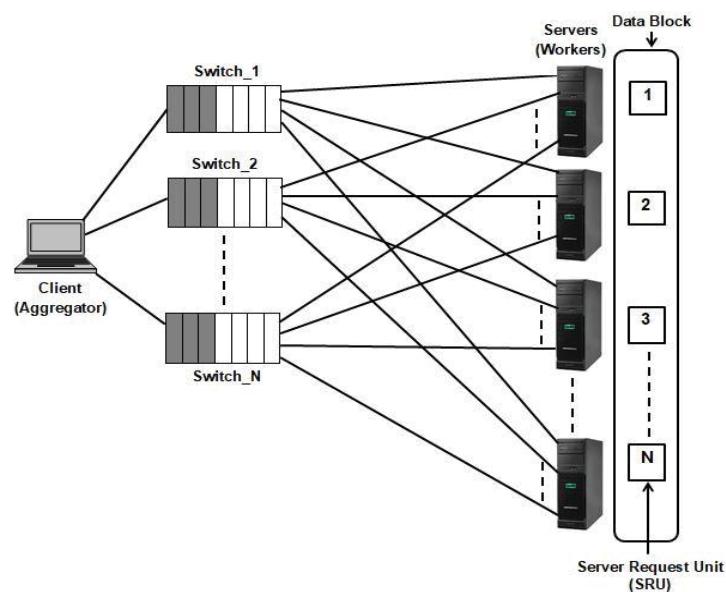 Data Block
Servers
(Workers)
Switch_1
1
Switch_2
2
Client
(Aggregator)
3
Switch_N
N
Server Request Unit
(SRU)